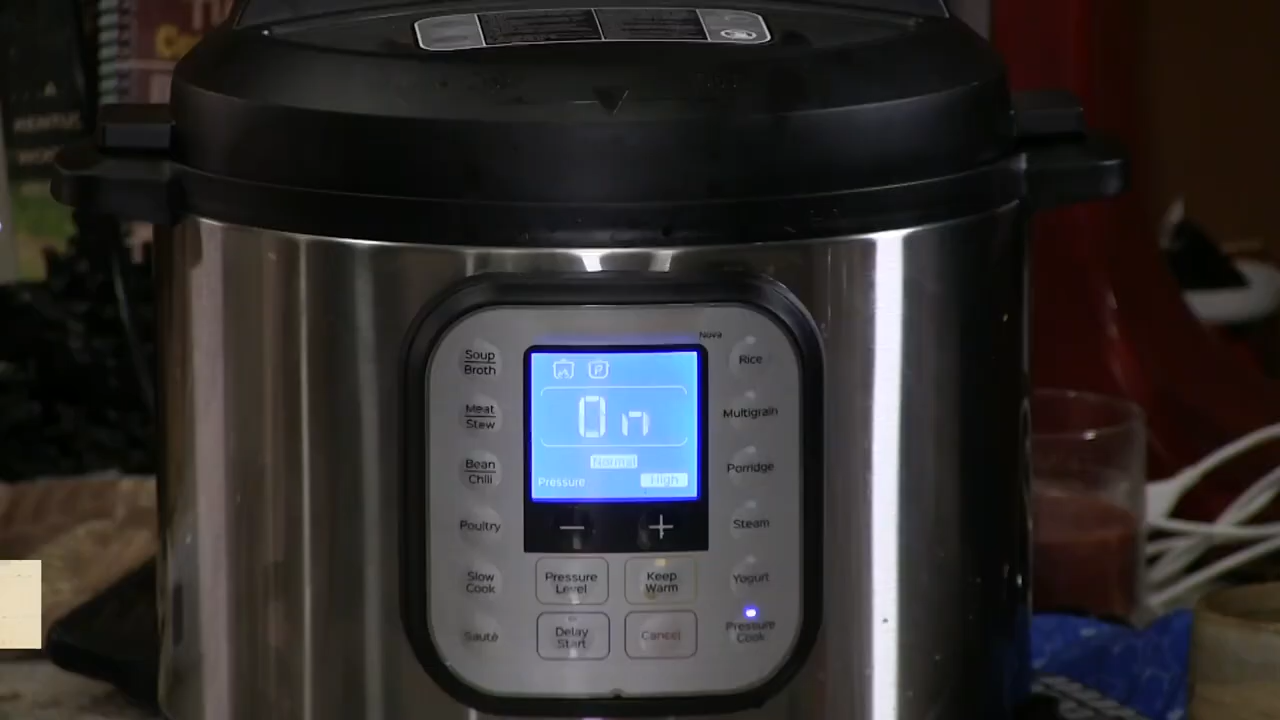 Nova
Soup
Broth
Meat
Stew
Bean
Chili
Poultry
Slow
Cook
Sauté
P
On
Normal
Pressure High
− +
Pressure
Level
Keep
Warm
Delay
Start
Cancel
Rice
Multigrain
Porridge
Steam
Yogurt
Pressure
Cook